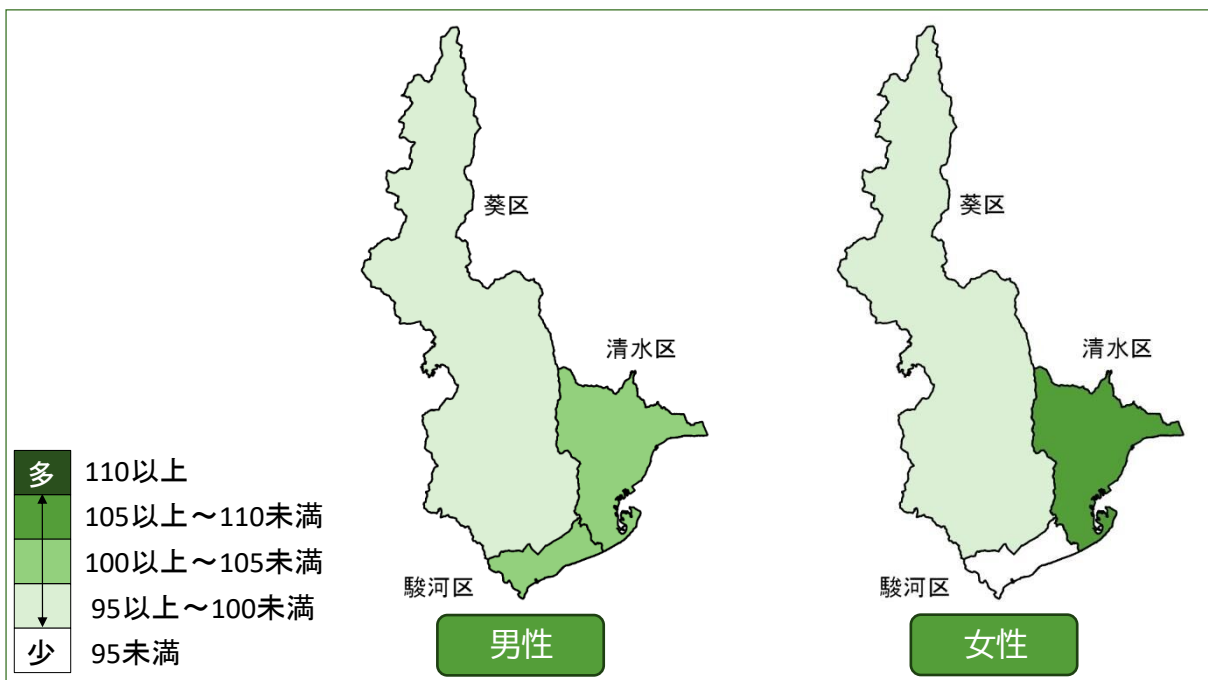 葵区
清水区
駿河区
男性
葵区
清水区
駿河区
女性
多 110以上
105以上～110未満
100以上～105未満
95以上～100未満
少 95未満